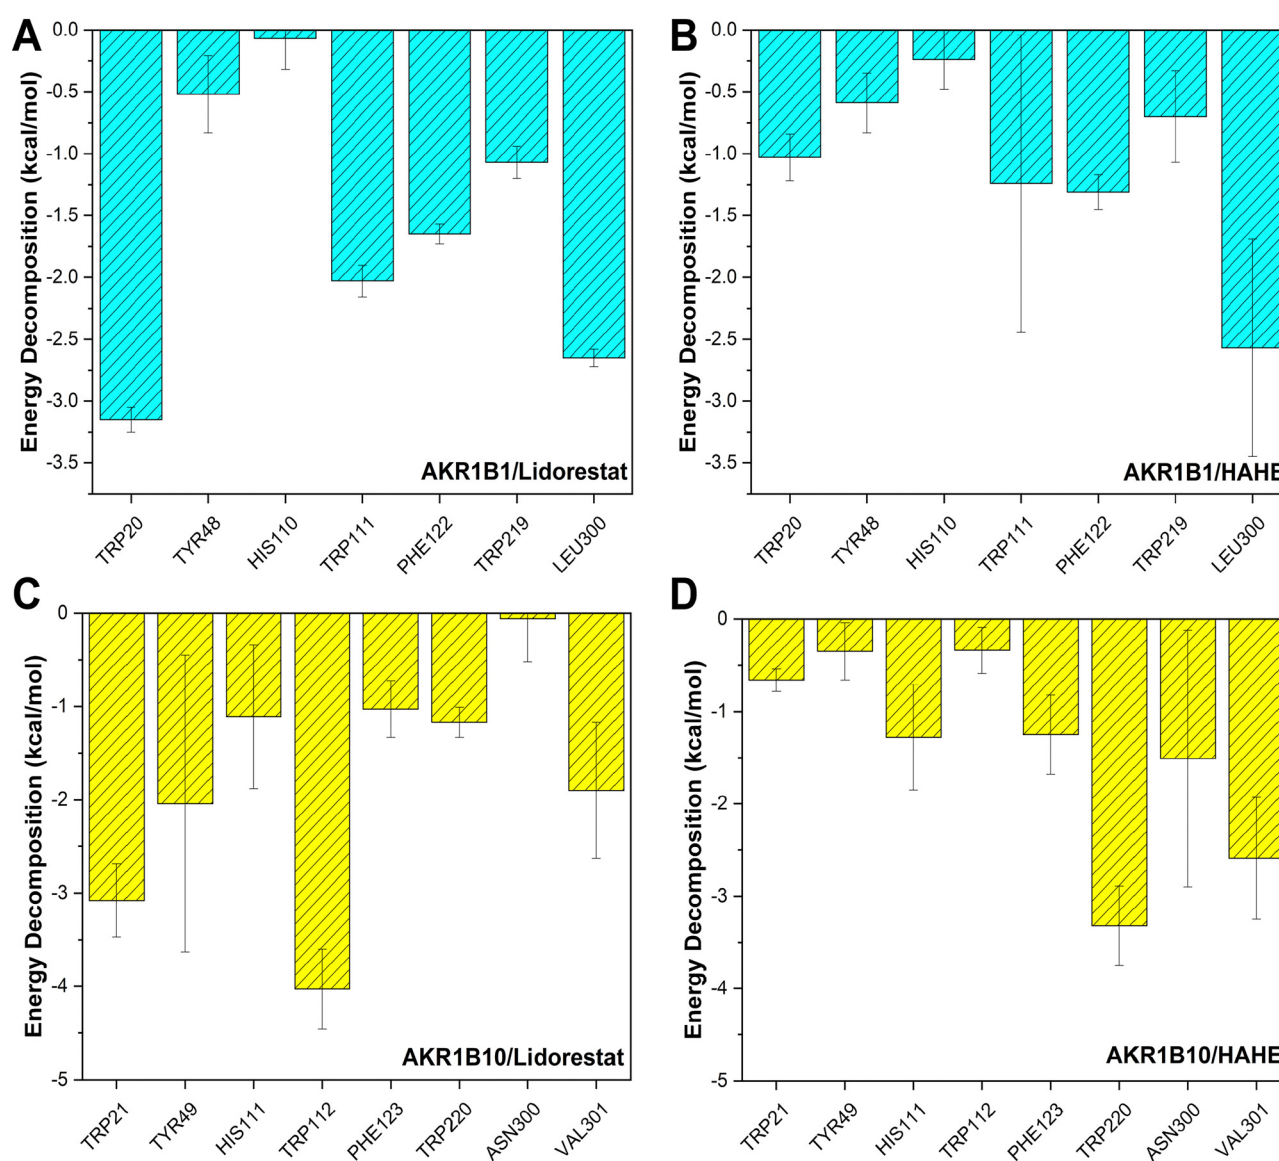 A
Energy Decomposition (kcal/mol)
0.0
-0.5
-1.0
-1.5
-2.0
-2.5
-3.0
-3.5
AKR1B1/Lidorestat
TRP20
TYR48
HIS110
TRP111
PHE122
TRP219
LEU300
B
Energy Decomposition (kcal/mol)
0.0
-0.5
-1.0
-1.5
-2.0
-2.5
-3.0
-3.5
AKR1B1/HAHE
TRP20
TYR48
HIS110
TRP111
PHE122
TRP219
LEU300
C
Energy Decomposition (kcal/mol)
0
-1
-2
-3
-4
-5
AKR1B10/Lidorestat
TRP21
TYR49
HIS111
TRP112
PHE123
TRP220
ASN300
VAL301
D
Energy Decomposition (kcal/mol)
0
-1
-2
-3
-4
-5
AKR1B10/HAHE
TRP21
TYR49
HIS111
TRP112
PHE123
TRP220
ASN300
VAL301